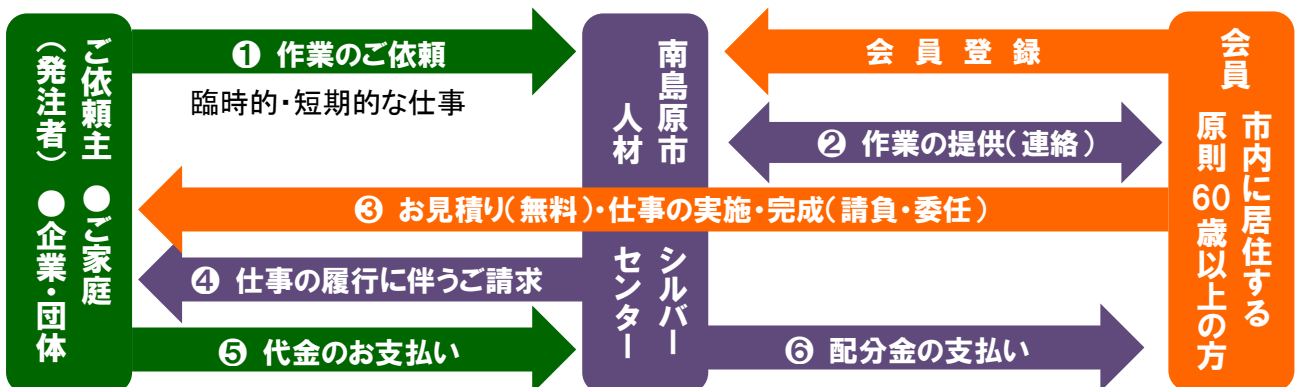 ご依頼主
(発注者)
●ご家庭
●企業・団体
❶ 作業のご依頼
臨時的・短期的な仕事
南島原市
人材
シルバー
センター
会員登録
❷ 作業の提供(連絡)
❸ お見積り(無料)・仕事の実施・完成(請負・委任)
❹ 仕事の履行に伴うご請求
❺ 代金のお支払い
❻ 配分金の支払い
会員
市内に居住する
原則60歳以上の方